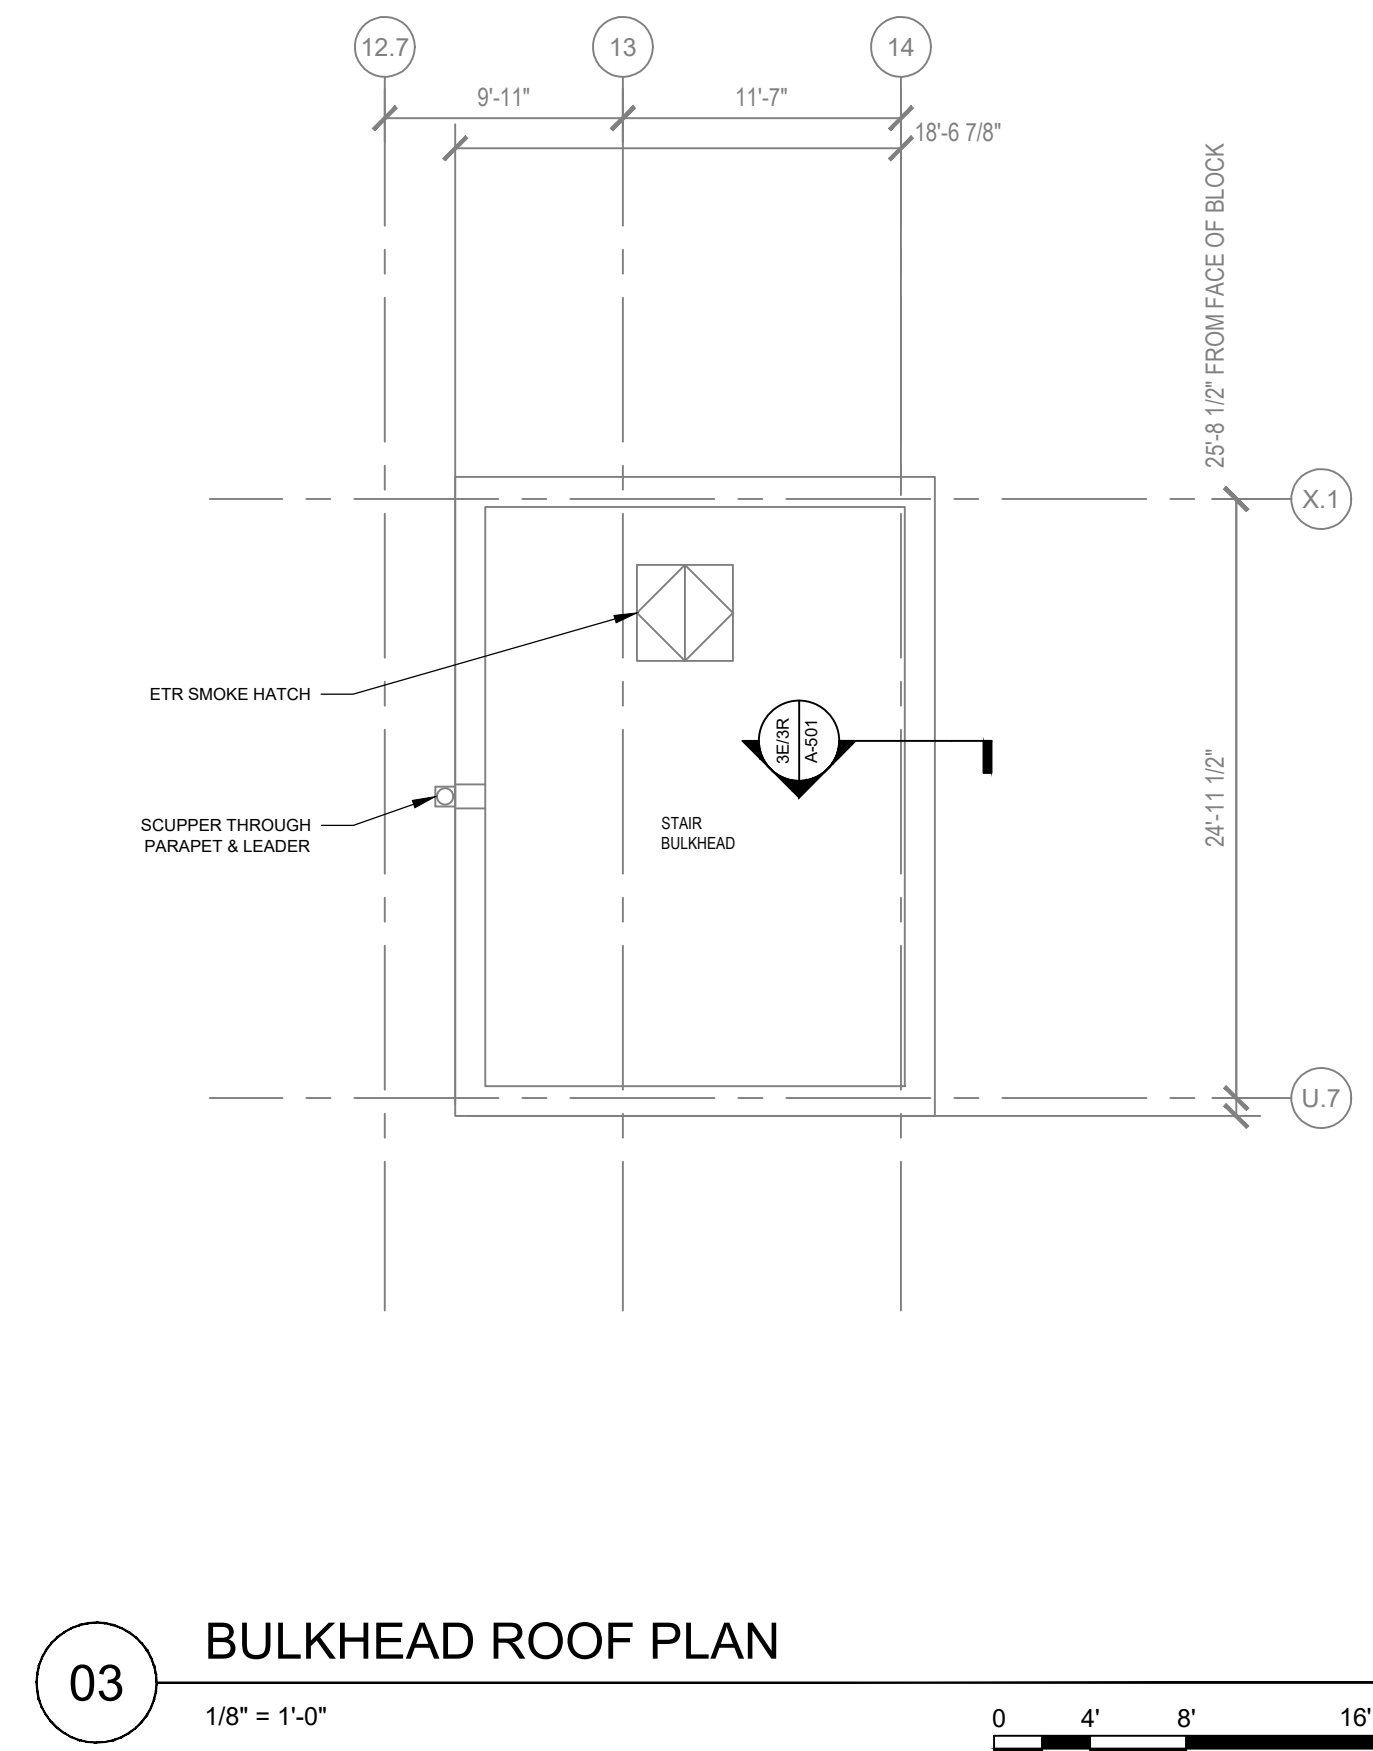 12.7
13
14
9'-11"
11'-7"
18'-6 7/8"
25'-8 1/2" FROM FACE OF BLOCK
X.1
ETR SMOKE HATCH
3E/3R
A-501
24'-11 1/2"
SCUPPER THROUGH
PARAPET & LEADER
STAIR
BULKHEAD
U.7
03
BULKHEAD ROOF PLAN
1/8" = 1'-0"
0
4'
8'
16'